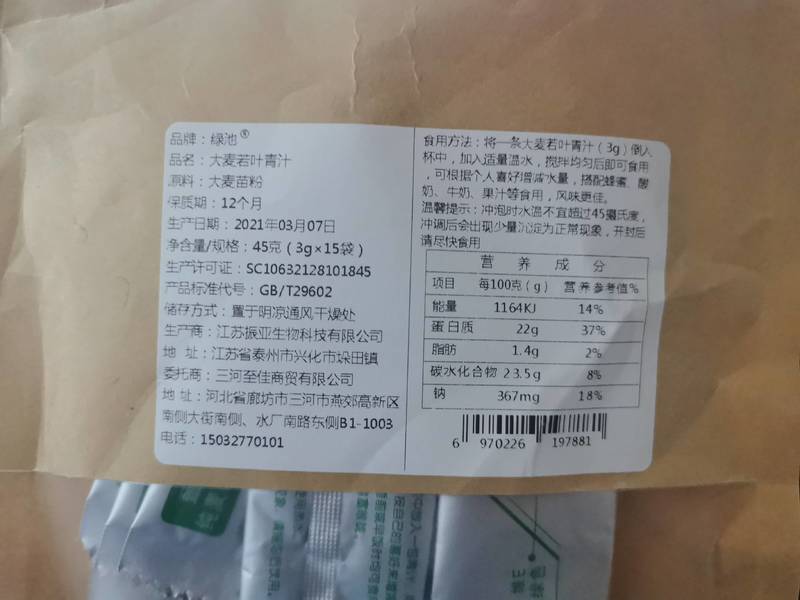 品牌：绿池®
品名：大麦若叶青汁
原料：大麦苗粉
保质期：12个月
生产日期：2021年03月07日
净含量/规格：45克（3g×15袋）
生产许可证：SC10632128101845
产品标准代号：GB/T29602
储存方式：置于阴凉通风干燥处
生产商：江苏振亚生物科技有限公司
地 址：江苏省泰州市兴化市垛田镇
委托商：三河至佳商贸有限公司
地 址：河北省廊坊市三河市燕郊高新区
南侧大街南侧、水厂南路东侧B1-1003
电话：15032770101
食用方法：将一条大麦若叶青汁（3g）倒入
杯中，加入适量温水，搅拌均匀后即可食用
，可根据个人喜好增减水量，搭配蜂蜜、酸
奶、牛奶、果汁等食用，风味更佳。
温馨提示：冲泡时水温不宜超过45摄氏度，
冲调后会出现少量沉淀为正常现象，开封后
请尽快食用
营 养 成 分
项目 每100克(g) 营养参考值%
能量 1164KJ 14%
蛋白质 22g 37%
脂肪 1.4g 2%
碳水化合物 23.5g 8%
钠 367mg 18%
6 970226 197881